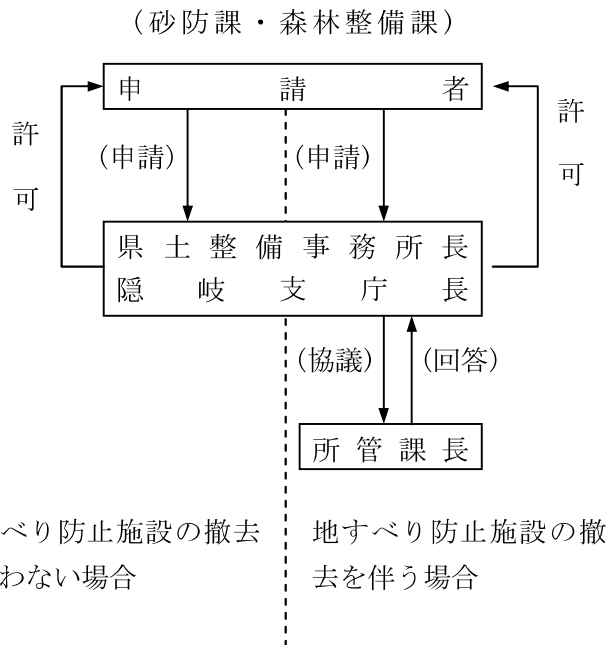 (砂防課・森林整備課)
申請者
許可
(申請)
(申請)
許可
県土整備事務所長
隠岐支庁長
(協議)
(回答)
所管課長
べり防止施設の撤去
わない場合
地すべり防止施設の撤
去を伴う場合